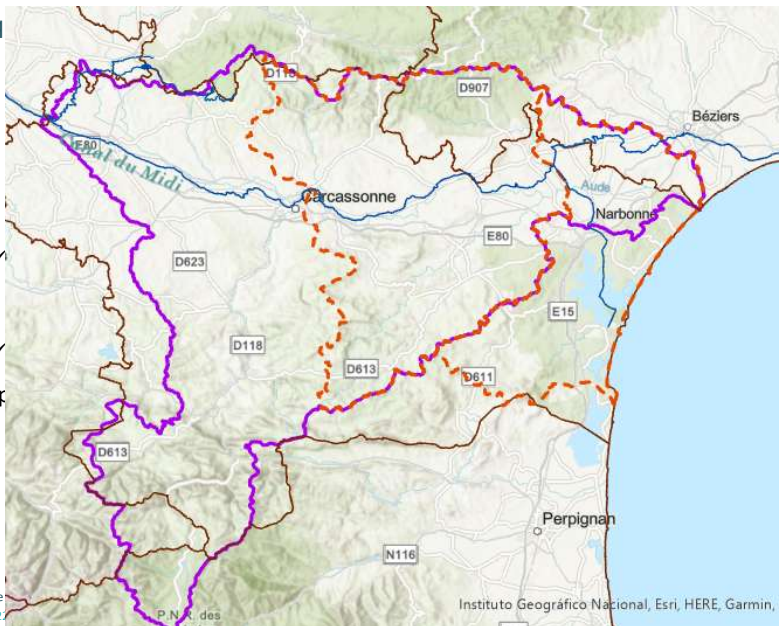 D118
D907
Béziers
E80
Canal du Midi
Carcassonne
Aude
Narbonne
E80
D623
E15
D118
D613
D611
D613
Perpignan
N116
P.N.R. des
Instituto Geográfico Nacional, Esri, HERE, Garmin,